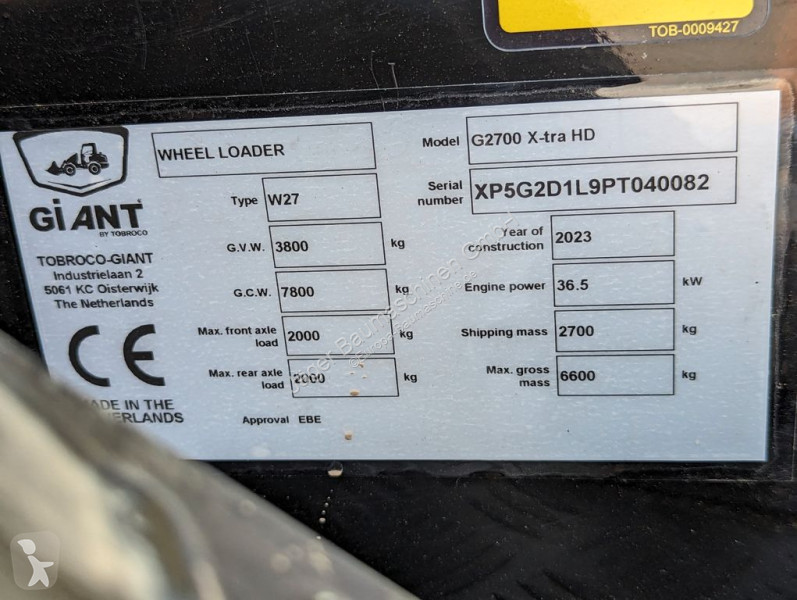 TOB-0009427
GiANT
BY TOBROCO
WHEEL LOADER
Model G2700 X-tra HD
Type W27
Serial number XP5G2D1L9PT040082
G.V.W. 3800 kg
Year of construction 2023
G.C.W. 7800 kg
Engine power 36.5 kW
Max. front axle load 2000 kg
Shipping mass 2700 kg
Max. rear axle load 2000 kg
Max. gross mass 6600 kg
Approval EBE
TOBROCO-GIANT
Industrielaan 2
5061 KC Oisterwijk
The Netherlands
CE
IN THE